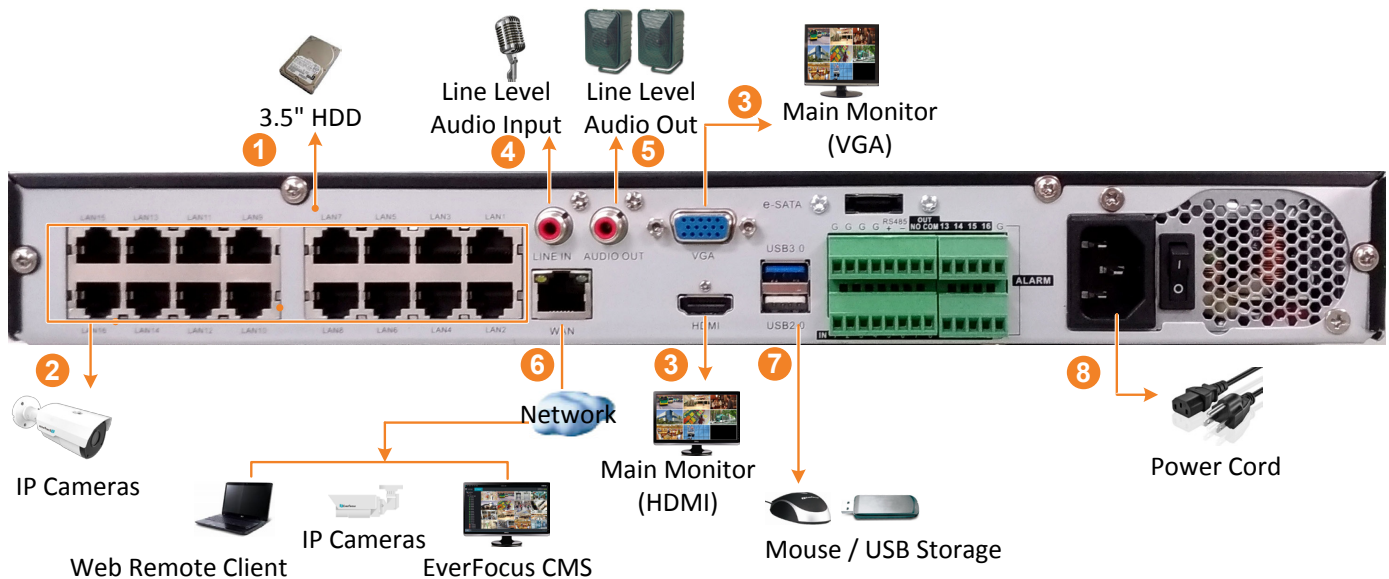 3.5" HDD
1
Line Level
Audio Input
4
Line Level
Audio Out
5
3
Main Monitor
(VGA)
LAN15 LAN13 LAN11 LAN9 LAN7 LAN5 LAN3 LAN1
LINE IN
AUDIO OUT
VGA
e-SATA
RS485
OUT
G G G G + − NO COM 13 14 15 16 G
USB3.0
ALARM
I
O
LAN16 LAN14 LAN12 LAN10 LAN8 LAN6 LAN4 LAN2
WAN
HDMI
USB2.0
IN
2
IP Cameras
6
Network
Web Remote Client
IP Cameras
EverFocus CMS
3
Main Monitor
(HDMI)
7
Mouse / USB Storage
8
Power Cord